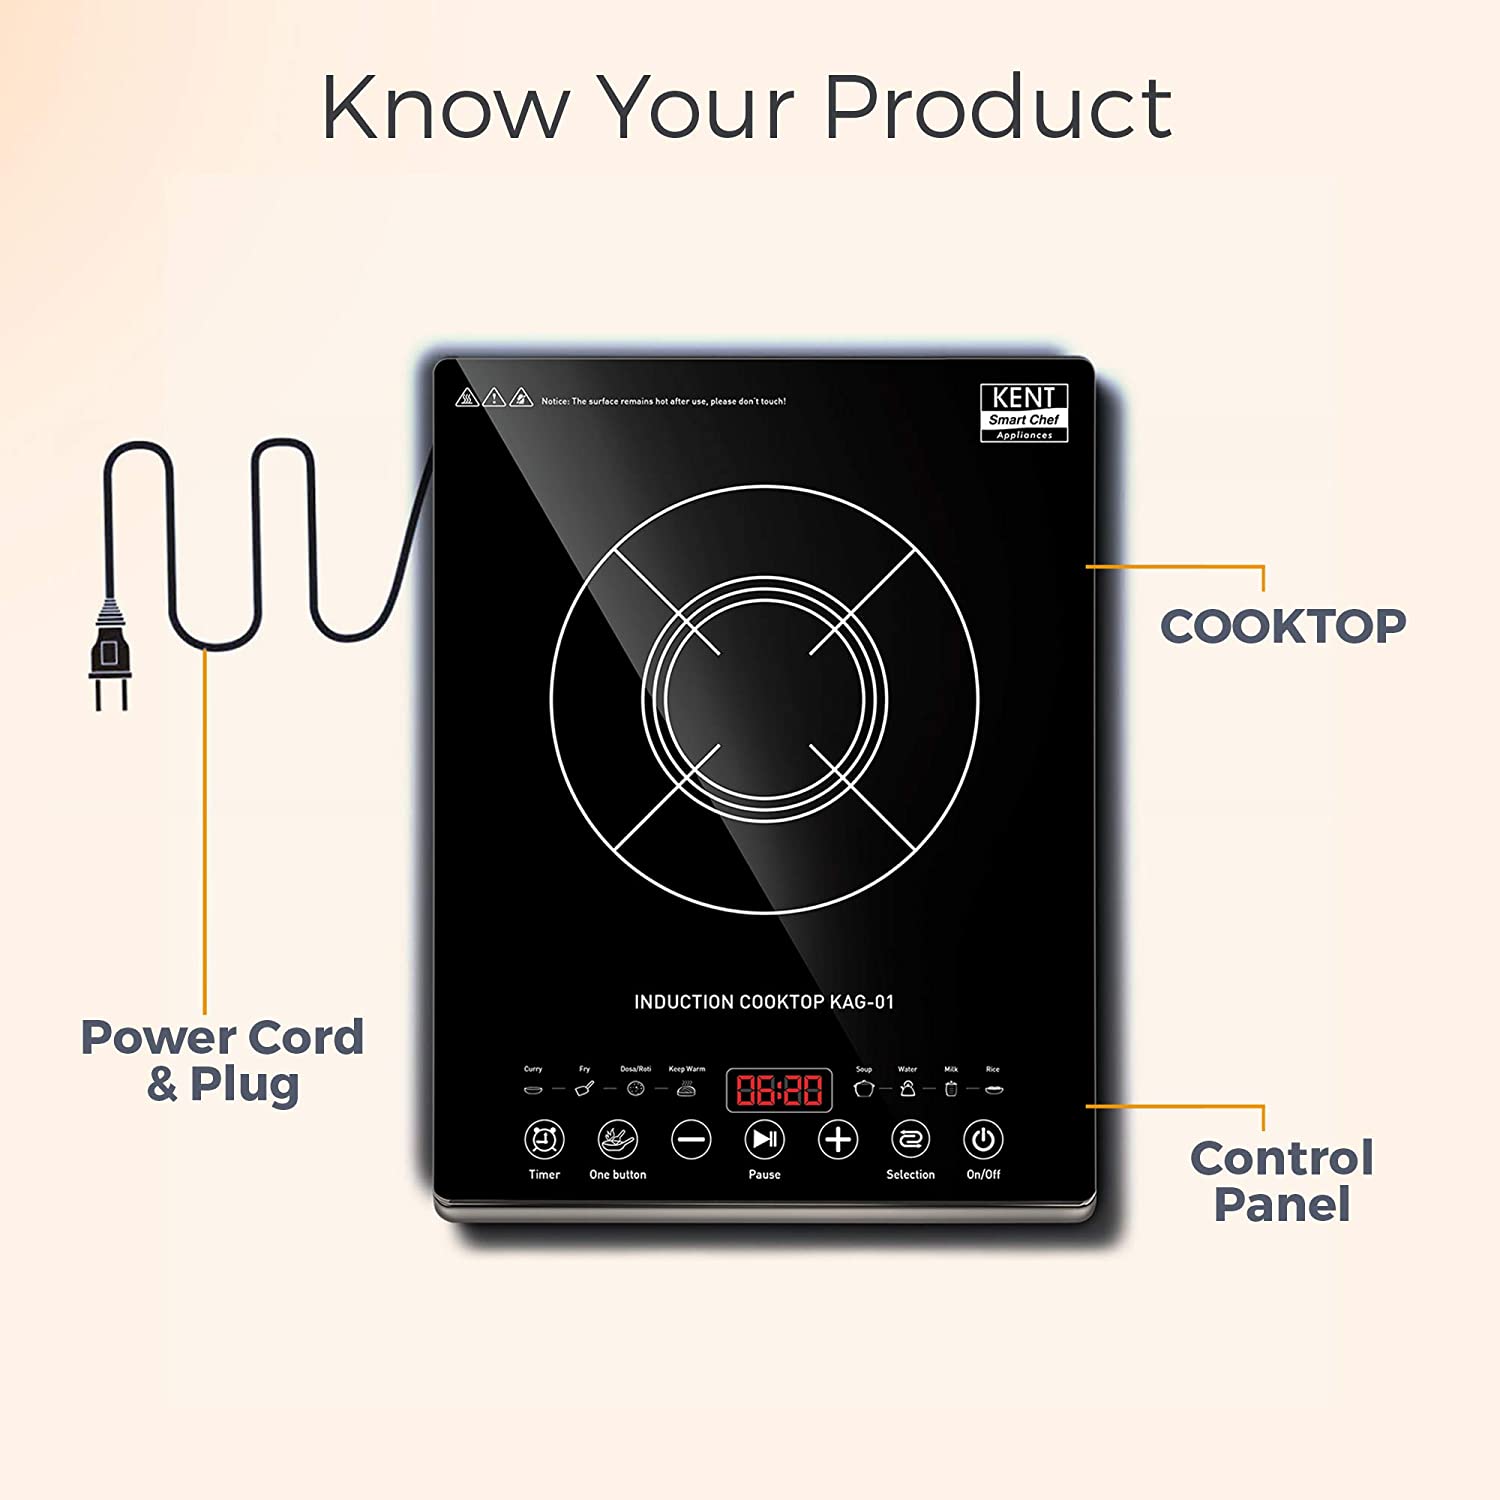 Know Your Product
Notice: The surface remains hot after use, please don't touch!
KENT
Smart Chef
Appliances
COOKTOP
Power Cord
& Plug
INDUCTION COOKTOP KAG-01
Curry Fry Dosa/Roti Keep Warm 06:20 Soup Water Milk Rice
Timer One button Pause Selection On/Off
Control
Panel